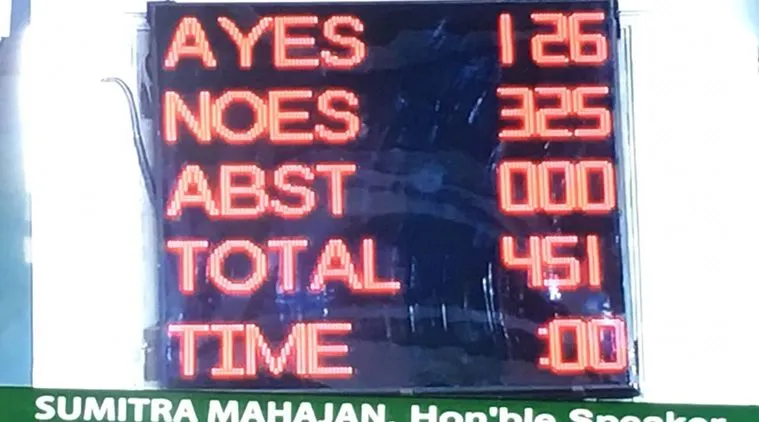 AYES 126
NOES 325
ABST 000
TOTAL 451
TIME :00
SUMITRA MAHAJAN, Hon'ble Speaker